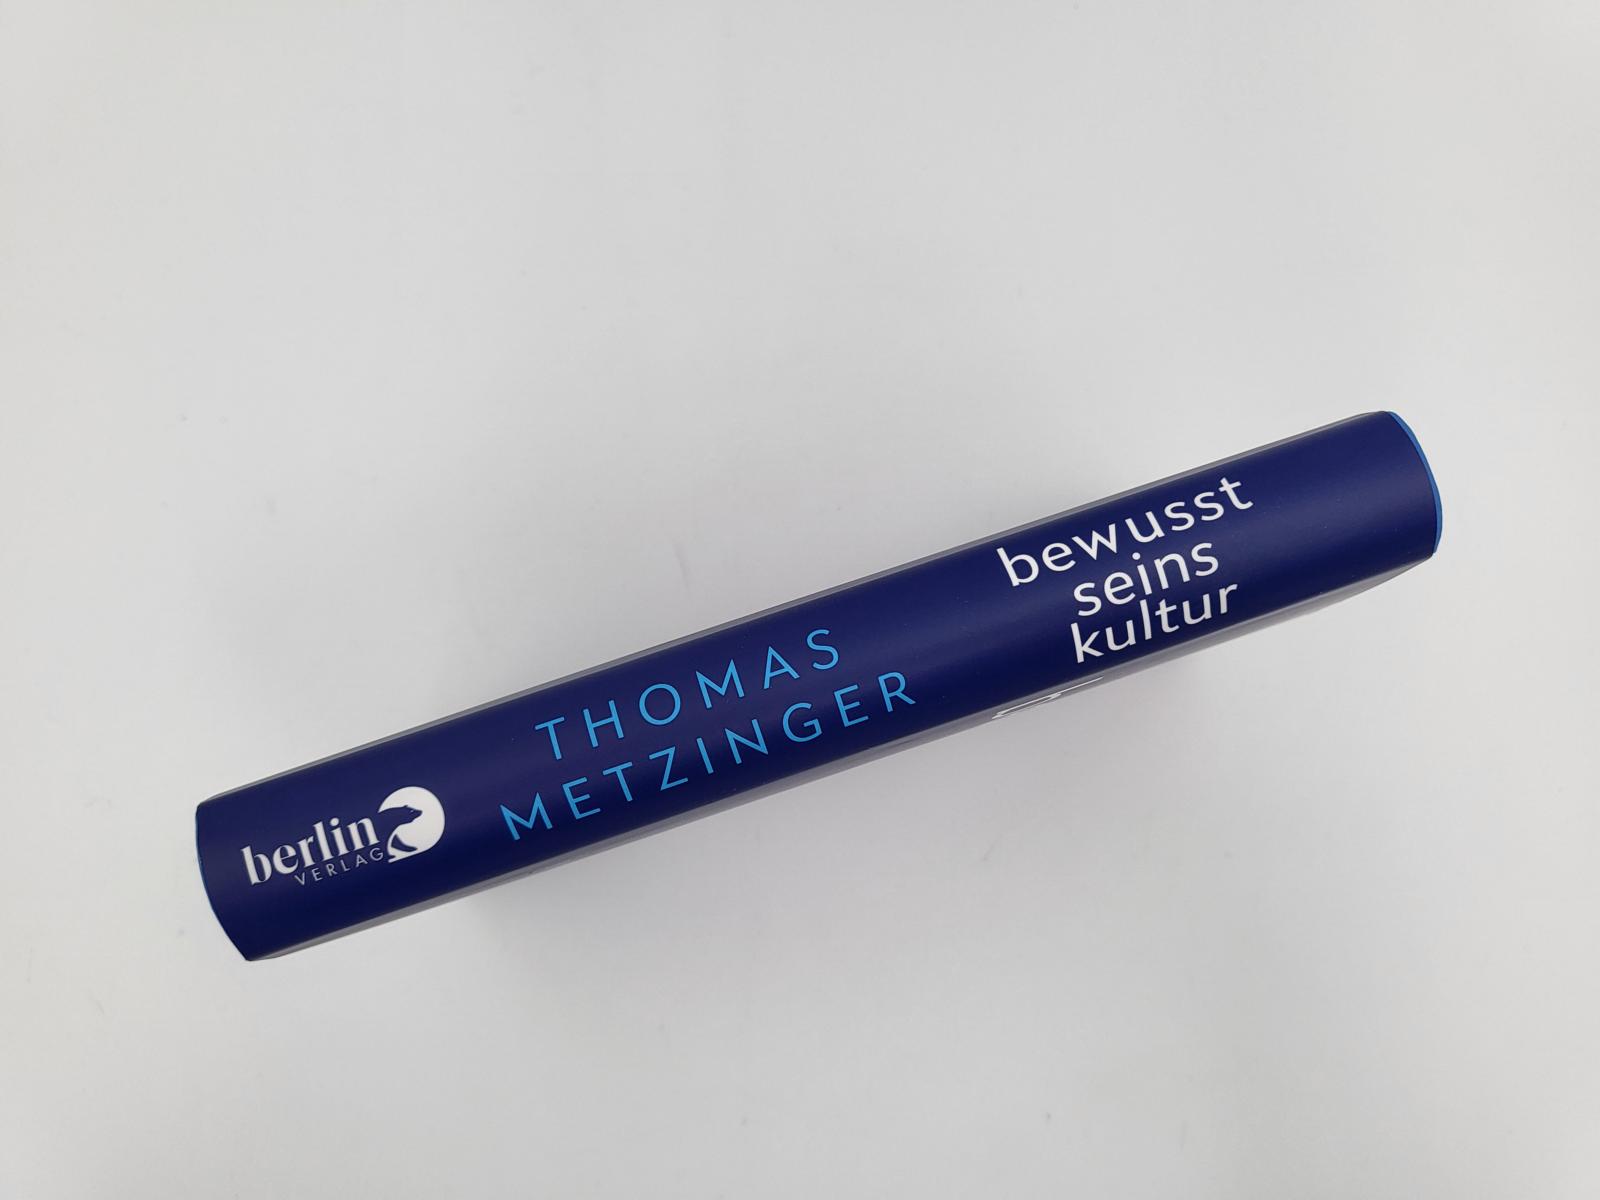 berlin
VERLAG
THOMAS
METZINGER
bewusst
seins
kultur